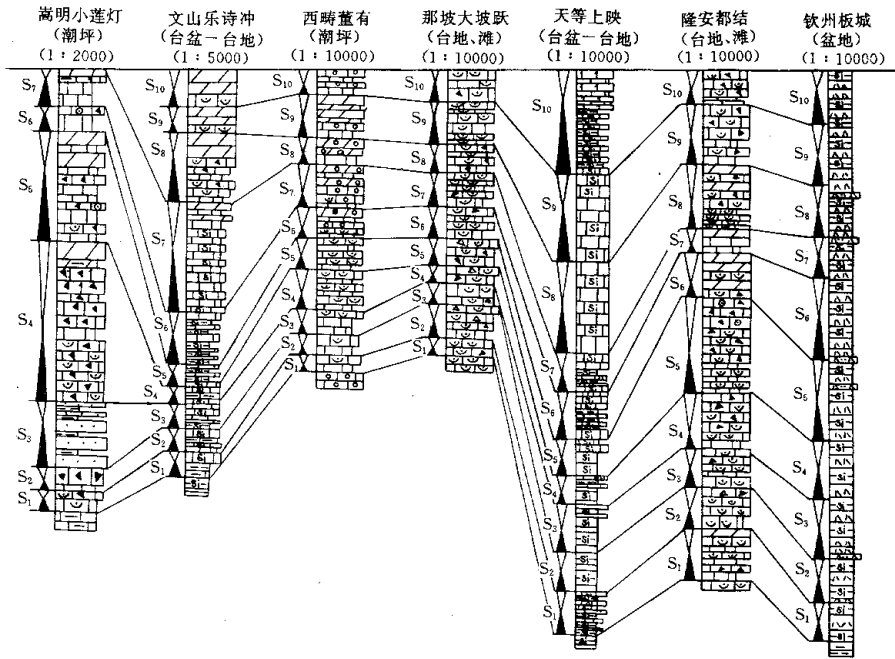 嵩明小莲灯
(潮坪)
(1：2000)
文山乐诗冲
(台盆—台地)
(1：5000)
西畴董有
(潮坪)
(1：10000)
那坡大坡跃
(台地、滩)
(1：10000)
天等上映
(台盆—台地)
(1：10000)
隆安都结
(台地、滩)
(1：10000)
钦州板城
(盆地)
(1：10000)
S7
S6
S5
S4
S3
S2
S1
S10
S9
S8
S7
S6
S5
S4
S3
S2
S1
S10
S9
S8
S7
S6
S5
S4
S3
S2
S1
S10
S9
S8
S7
S6
S5
S4
S3
S2
S1
S10
S9
S8
S7
S6
S5
S4
S3
S2
S1
S10
S9
S8
S7
S6
S5
S4
S3
S2
S1
S10
S9
S8
S7
S6
S5
S4
S3
S2
S1